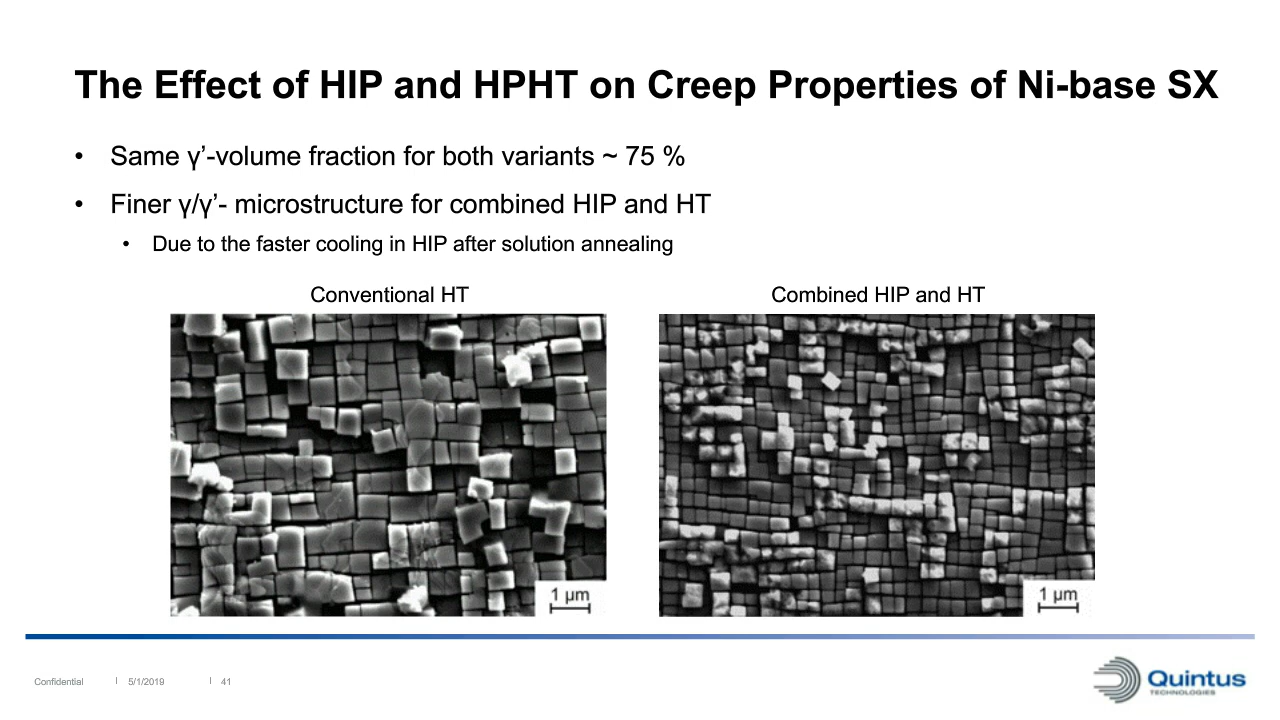 The Effect of HIP and HPHT on Creep Properties of Ni-base SX
• Same γ’-volume fraction for both variants ~ 75 %
• Finer γ/γ’- microstructure for combined HIP and HT
• Due to the faster cooling in HIP after solution annealing
Conventional HT
Combined HIP and HT
1 µm
1 µm
Confidential | 5/1/2019 | 41
Quintus
TECHNOLOGIES